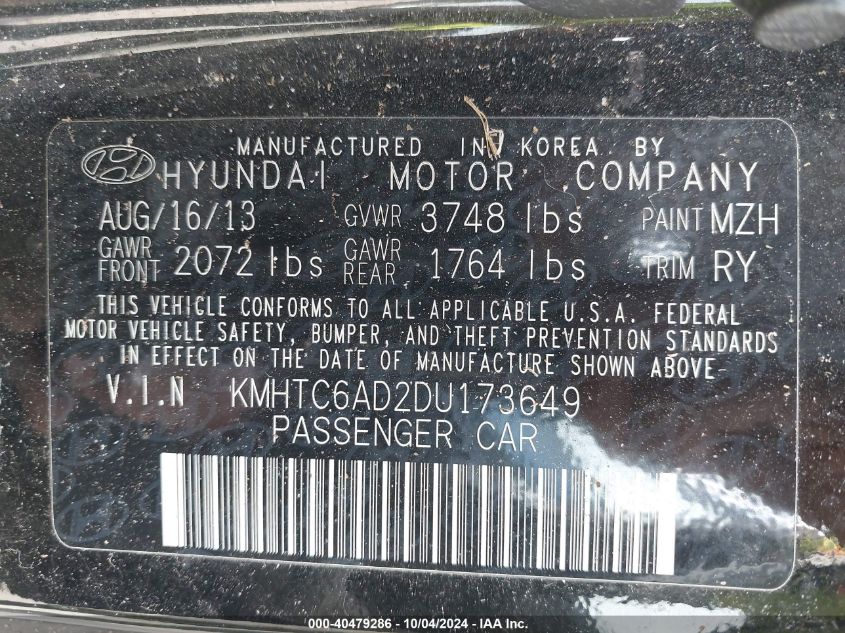 MANUFACTURED IN KOREA BY
HYUNDAI MOTOR COMPANY
AUG/16/13 GVWR 3748 lbs PAINT MZH
GAWR FRONT 2072 lbs GAWR REAR 1764 lbs TRIM RY
THIS VEHICLE CONFORMS TO ALL APPLICABLE U.S.A. FEDERAL
MOTOR VEHICLE SAFETY, BUMPER, AND THEFT PREVENTION STANDARDS
IN EFFECT ON THE DATE OF MANUFACTURE SHOWN ABOVE
V.I.N KMHTC6AD2DU173649
PASSENGER CAR
000-40479286 - 10/04/2024 - IAA Inc.